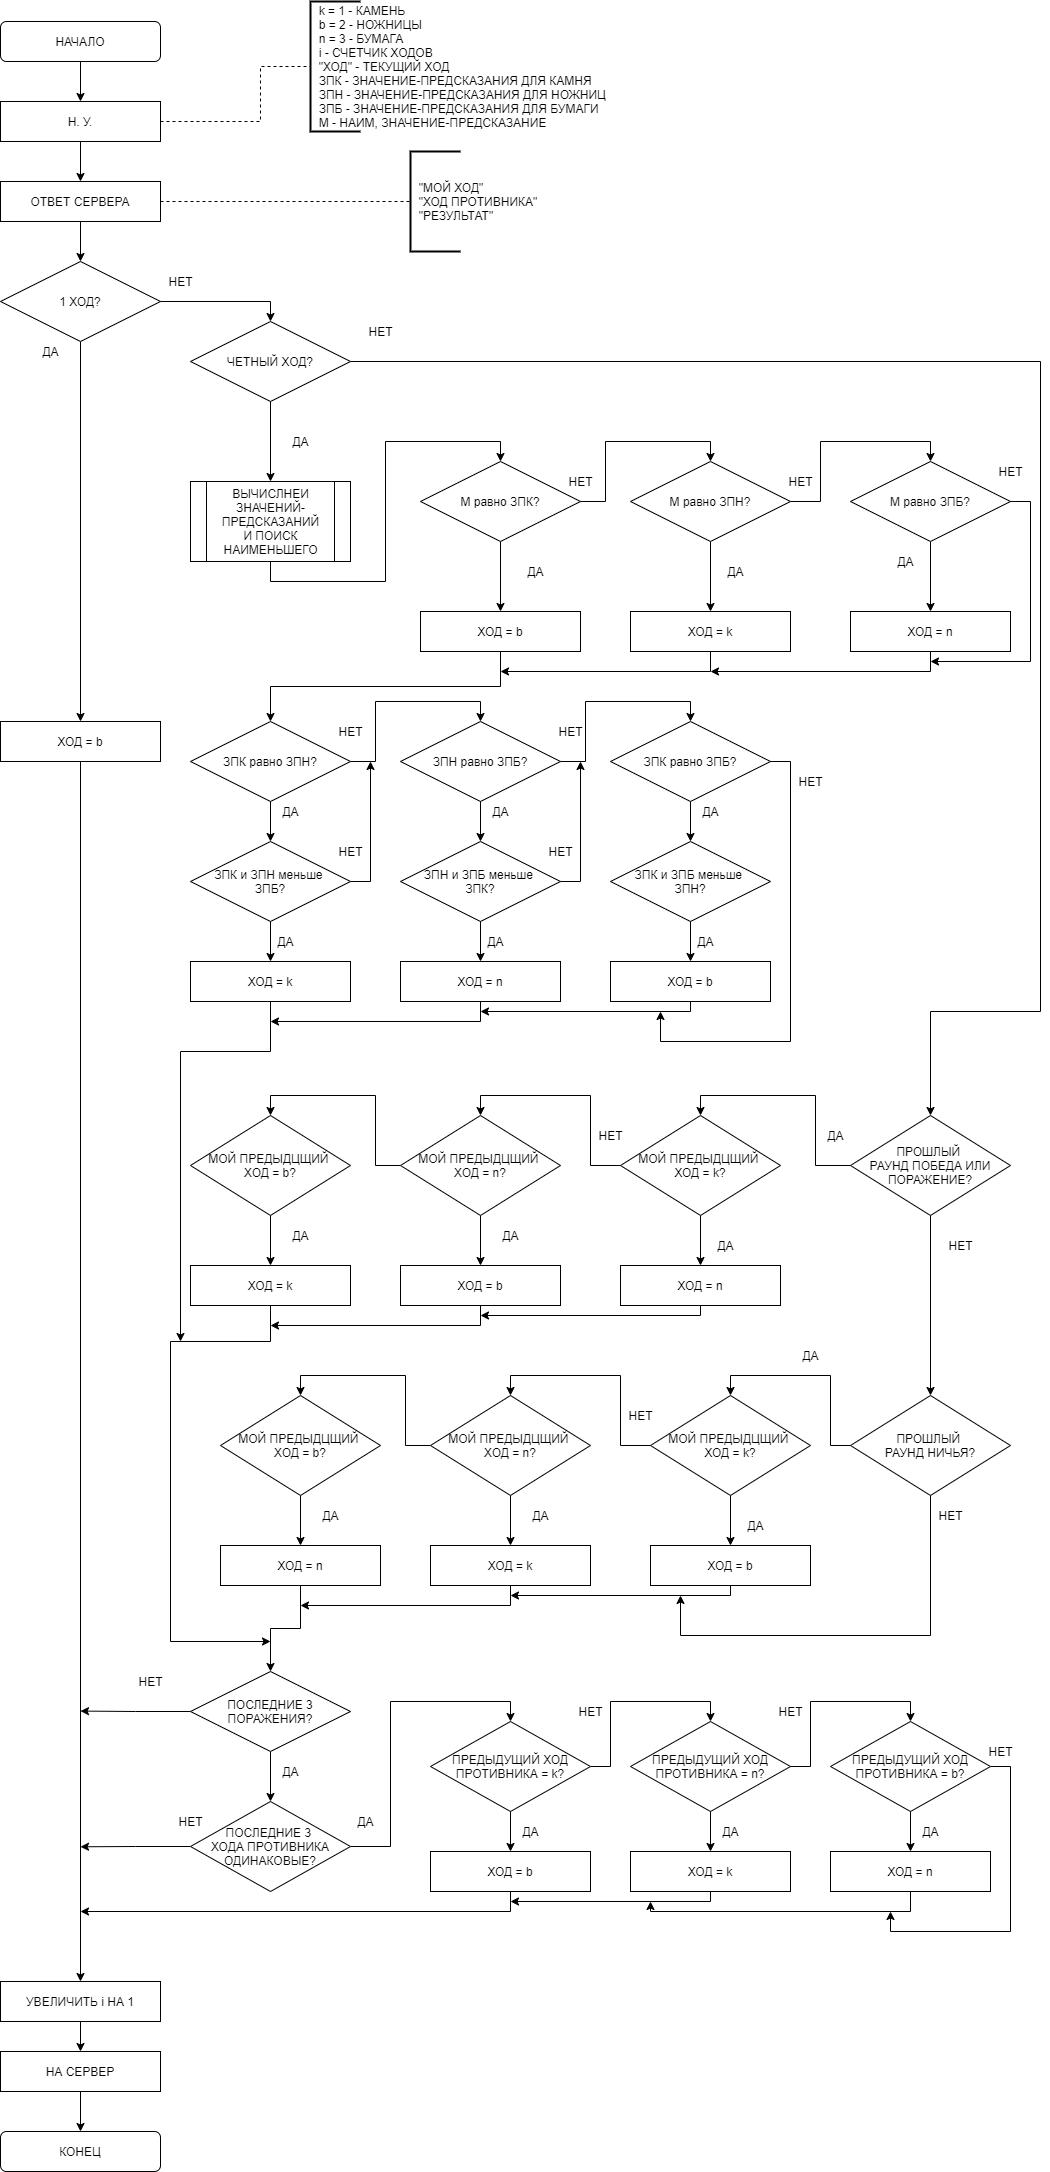 k = 1 - КАМЕНЬ
b = 2 - НОЖНИЦЫ
n = 3 - БУМАГА
i - СЧЕТЧИК ХОДОВ
"ХОД" - ТЕКУЩИЙ ХОД
ЗПК - ЗНАЧЕНИЕ-ПРЕДСКАЗАНИЯ ДЛЯ КАМНЯ
ЗПН - ЗНАЧЕНИЕ-ПРЕДСКАЗАНИЯ ДЛЯ НОЖНИЦ
ЗПБ - ЗНАЧЕНИЕ-ПРЕДСКАЗАНИЯ ДЛЯ БУМАГИ
М - НАИМ, ЗНАЧЕНИЕ-ПРЕДСКАЗАНИЕ
НАЧАЛО
Н. У.
ОТВЕТ СЕРВЕРА
"МОЙ ХОД"
"ХОД ПРОТИВНИКА"
"РЕЗУЛЬТАТ"
1 ХОД?
НЕТ
ДА
ЧЕТНЫЙ ХОД?
НЕТ
ДА
ВЫЧИСЛНЕИ
ЗНАЧЕНИЙ-
ПРЕДСКАЗАНИЙ
И ПОИСК
НАИМЕНЬШЕГО
М равно ЗПК?
НЕТ
М равно ЗПН?
НЕТ
М равно ЗПБ?
НЕТ
ДА
ДА
ДА
ХОД = b
ХОД = k
ХОД = n
ХОД = b
ЗПК равно ЗПН?
НЕТ
ЗПН равно ЗПБ?
НЕТ
ЗПК равно ЗПБ?
НЕТ
ДА
ДА
ДА
ЗПК и ЗПН меньше
ЗПБ?
НЕТ
ЗПН и ЗПБ меньше
ЗПК?
НЕТ
ЗПК и ЗПБ меньше
ЗПН?
ДА
ДА
ДА
ХОД = k
ХОД = n
ХОД = b
МОЙ ПРЕДЫДЦЩИЙ
ХОД = b?
МОЙ ПРЕДЫДЦЩИЙ
ХОД = n?
НЕТ
МОЙ ПРЕДЫДЦЩИЙ
ХОД = k?
ДА
ПРОШЛЫЙ
РАУНД ПОБЕДА ИЛИ
ПОРАЖЕНИЕ?
ДА
ДА
ДА
НЕТ
ХОД = k
ХОД = b
ХОД = n
ДА
МОЙ ПРЕДЫДЦЩИЙ
ХОД = b?
МОЙ ПРЕДЫДЦЩИЙ
ХОД = n?
НЕТ
МОЙ ПРЕДЫДЦЩИЙ
ХОД = k?
ПРОШЛЫЙ
РАУНД НИЧЬЯ?
ДА
ДА
ДА
НЕТ
ХОД = n
ХОД = k
ХОД = b
НЕТ
ПОСЛЕДНИЕ 3
ПОРАЖЕНИЯ?
ДА
НЕТ
ПОСЛЕДНИЕ 3
ХОДА ПРОТИВНИКА
ОДИНАКОВЫЕ?
ДА
ПРЕДЫДУЩИЙ ХОД
ПРОТИВНИКА = k?
НЕТ
ПРЕДЫДУЩИЙ ХОД
ПРОТИВНИКА = n?
НЕТ
ПРЕДЫДУЩИЙ ХОД
ПРОТИВНИКА = b?
НЕТ
ДА
ДА
ДА
ХОД = b
ХОД = k
ХОД = n
УВЕЛИЧИТЬ i НА 1
НА СЕРВЕР
КОНЕЦ